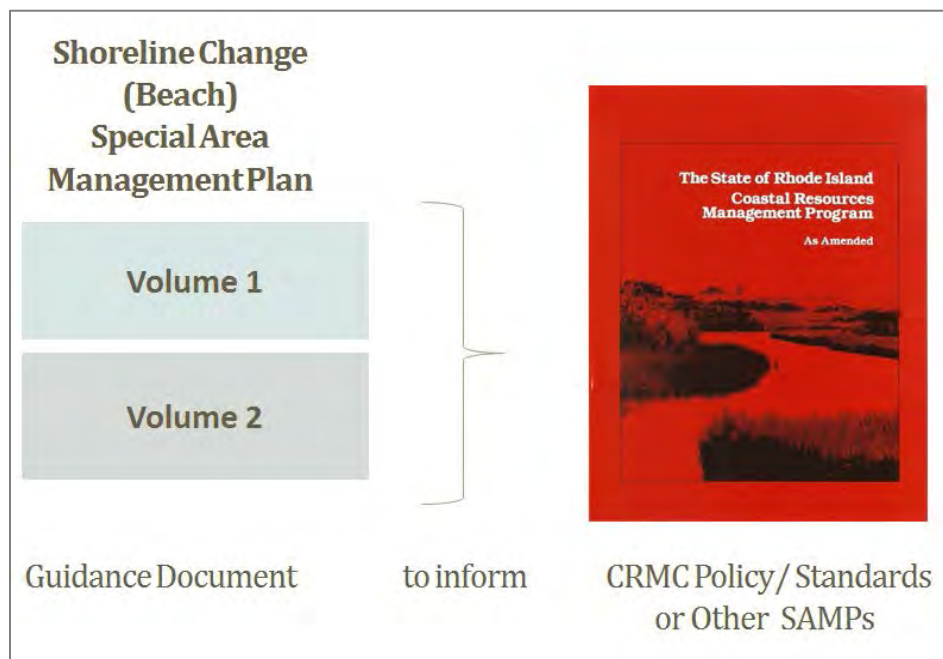 Shoreline Change
(Beach)
Special Area
Management Plan
Volume 1
Volume 2
The State of Rhode Island
Coastal Resources
Management Program
As Amended
Guidance Document
to inform
CRMC Policy/ Standards
or Other SAMPs